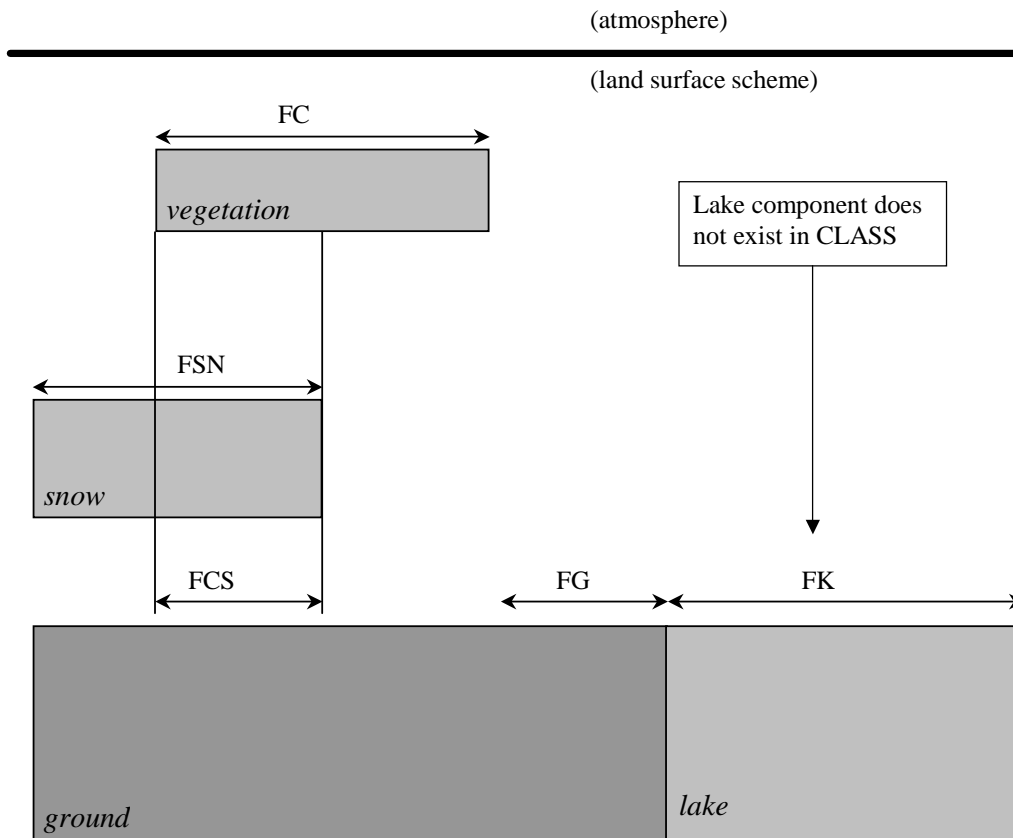 (atmosphere)
(land surface scheme)
FC
vegetation
Lake component does
not exist in CLASS
FSN
snow
FCS
FG
FK
ground
lake